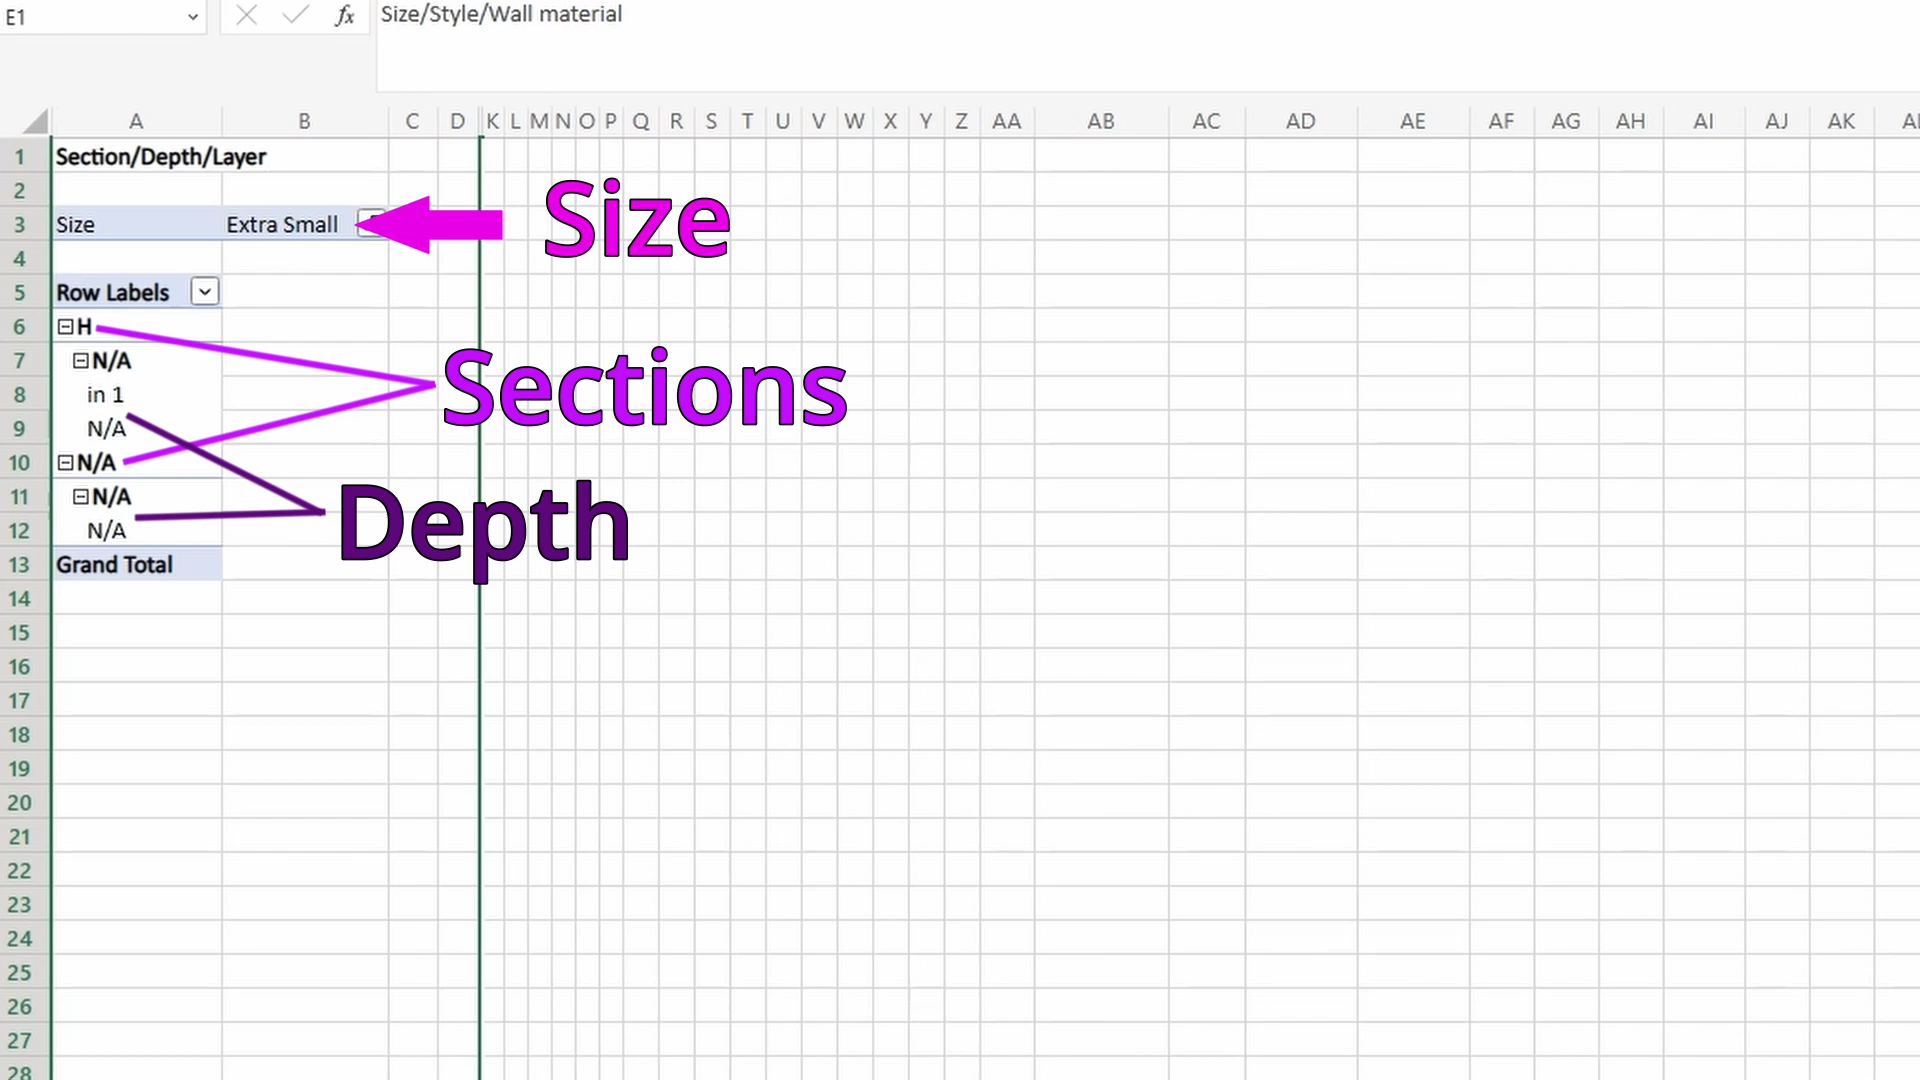 E1 fx Size/Style/Wall material
A B C D K L M N O P Q R S T U V W X Y Z AA AB AC AD AE AF AG AH AI AJ AK
1 Section/Depth/Layer
2
3 Size Extra Small Size
4
5 Row Labels
6 H
7 N/A
Sections
8 in 1
9 N/A
10 N/A
11 N/A
Depth
12 N/A
13 Grand Total
14
15
16
17
18
19
20
21
22
23
24
25
26
27
28